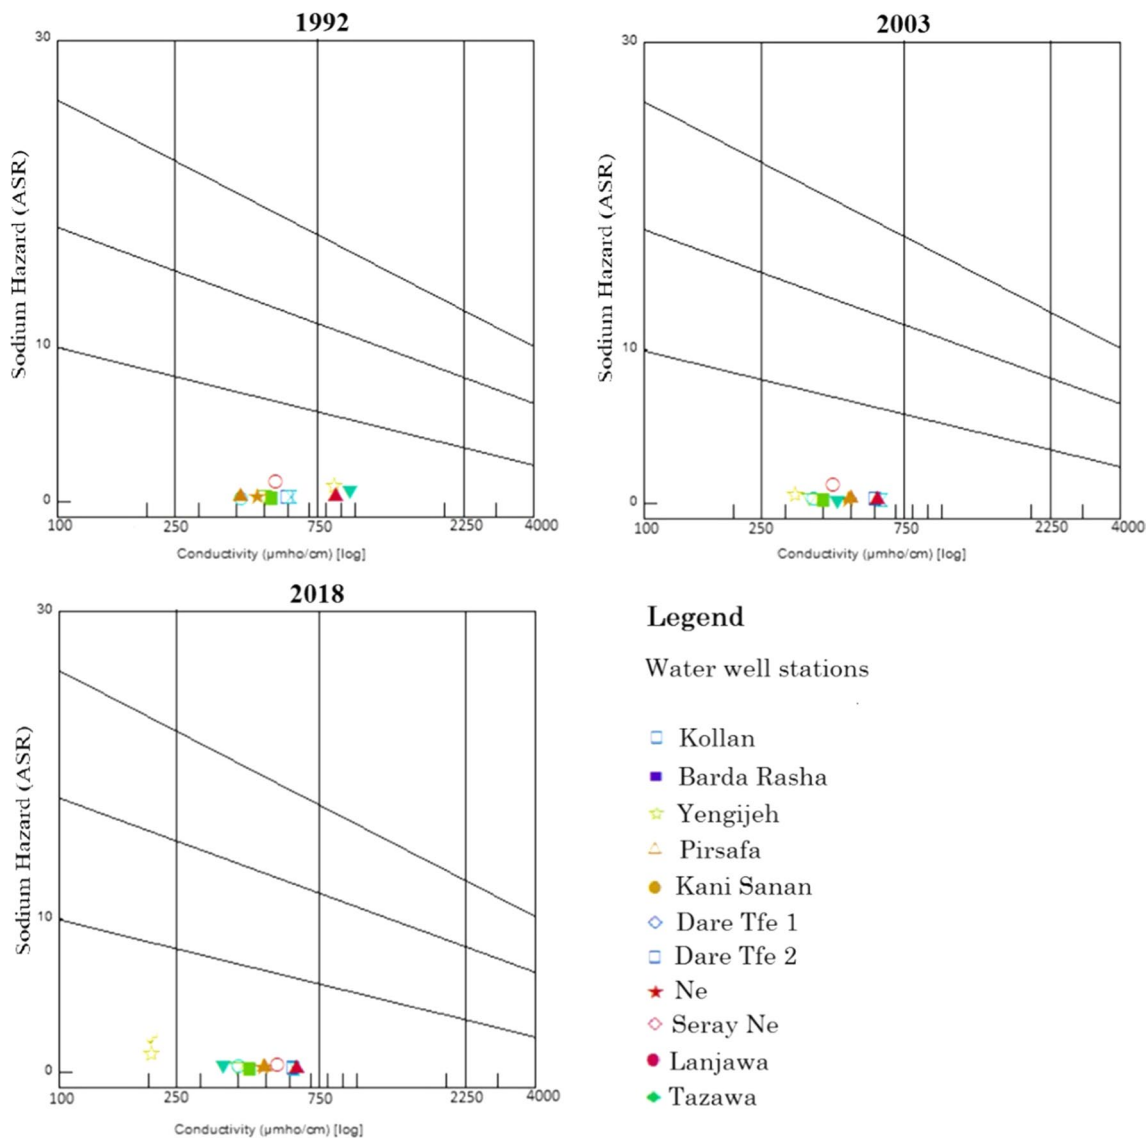 1992
30
10
0
Sodium Hazard (ASR)
100 250 750 2250 4000
Conductivity (µmho/cm) [log]
2003
30
10
0
Sodium Hazard (ASR)
100 250 750 2250 4000
Conductivity (µmho/cm) [log]
2018
30
10
0
Sodium Hazard (ASR)
100 250 750 2250 4000
Conductivity (µmho/cm) [log]
Legend
Water well stations
Kollan
Barda Rasha
Yengijeh
Pirsafa
Kani Sanan
Dare Tfe 1
Dare Tfe 2
Ne
Seray Ne
Lanjawa
Tazawa